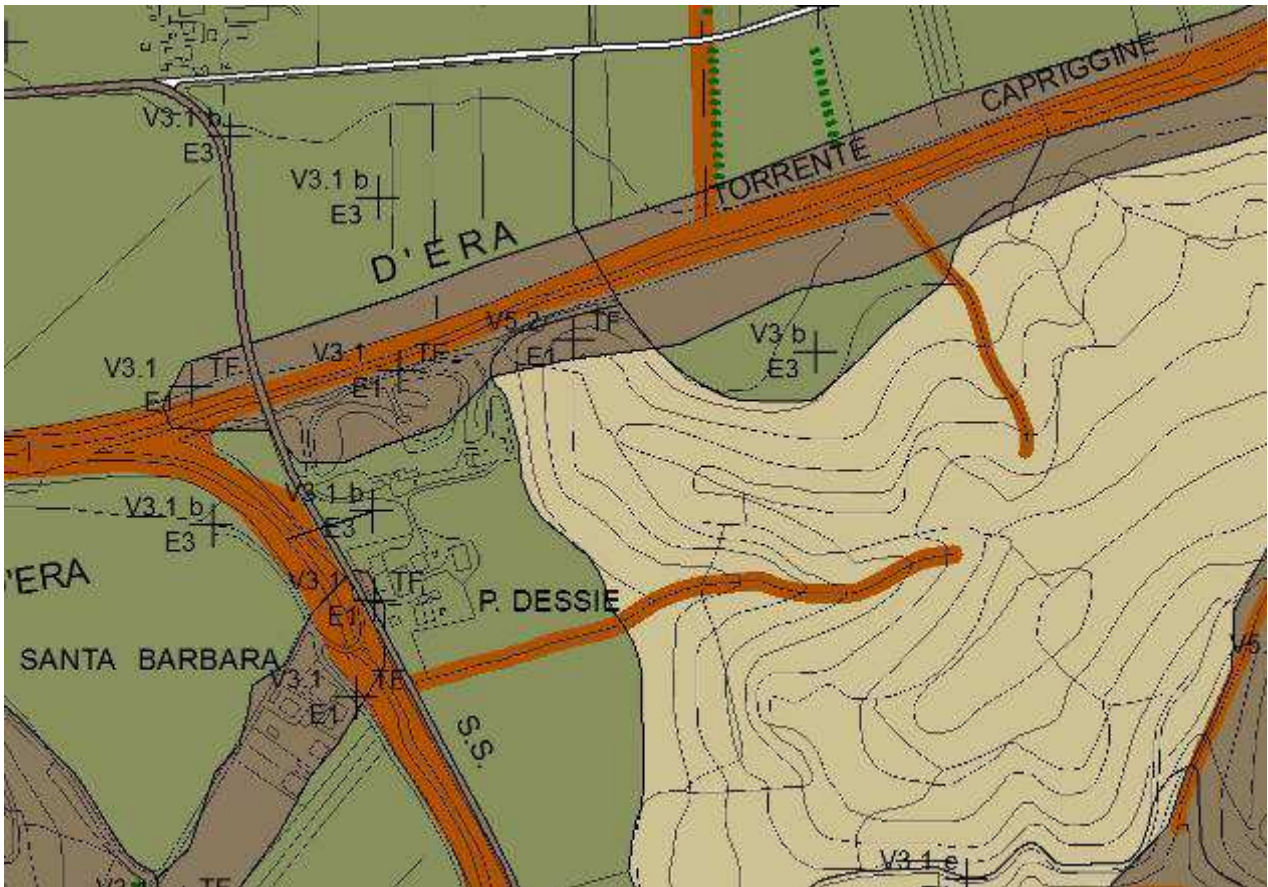 CAPRIGGINE
V3.1 b
E3
TORRENTE
V3.1 b
E3
D'ERA
V5.2 TF
E1
V3 b
E3
V3.1 TF
E1
V3.1 TF
V3.1 b
E3
V3.1 b
E3
'ERA
V3.1 TF
E1
P. DESSIE
SANTA BARBARA
V3.1 TF
E1
S.S.
V5.
V3.1 e
TF